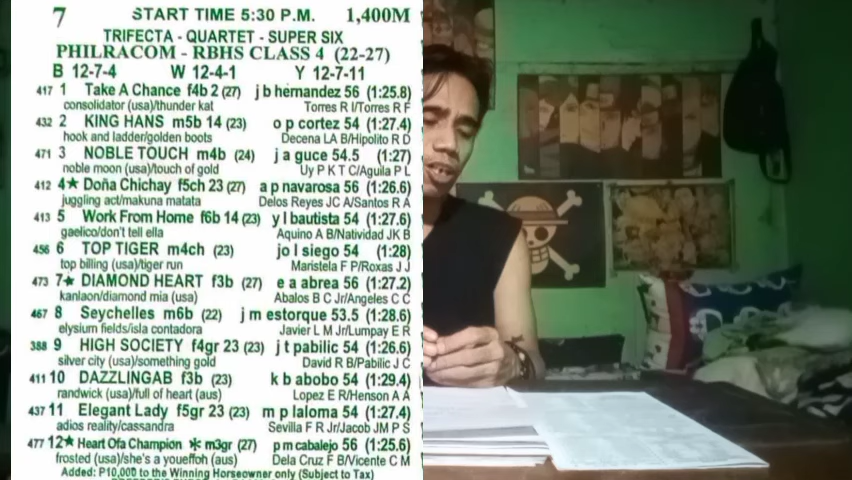 7 START TIME 5:30 P.M. 1,400M
TRIFECTA - QUARTET - SUPER SIX
PHILRACOM - RBHS CLASS 4 (22-27)
B 12-7-4 W 12-4-1 Y 12-7-11
417 1 Take A Chance f4b 2 (27) j b hernandez 56 (1:25.8)
consolidator (usa)/thunder kat Torres R I/Torres R F
432 2 KING HANS m5b 14 (23) o p cortez 54 (1:27.4)
hook and ladder/golden boots Decena LA B/Hipolito R D
471 3 NOBLE TOUCH m4b (24) j a guce 54.5 (1:27)
noble moon (usa)/touch of gold Uy P K T C/Aguila P L
412 4★ Doña Chichay f5ch 23 (27) a p navarosa 56 (1:26.6)
juggling act/makuna matata Delos Reyes JC A/Santos R A
413 5 Work From Home f6b 14 (23) y l bautista 54 (1:27.6)
gaelico/don't tell ella Aquino A B/Natividad JK B
456 6 TOP TIGER m4ch (23) jo l siego 54 (1:28)
top billing (usa)/tiger run Maristela F P/Roxas J J
473 7★ DIAMOND HEART f3b (27) e a abrea 56 (1:27.2)
kanlaon/diamond mia (usa) Abalos B C Jr/Angeles C C
467 8 Seychelles m6b (22) j m estorque 53.5 (1:28.6)
elysium fields/isla contadora Javier L M Jr/Lumpay E R
388 9 HIGH SOCIETY f4gr 23 (23) j t pabilic 54 (1:26.6)
silver city (usa)/something gold David R B/Pabilic J C
411 10 DAZZLINGAB f3b (23) k b abobo 54 (1:29.4)
randwick (usa)/full of heart (aus) Lopez E R/Henson A A
437 11 Elegant Lady f5gr 23 (23) m p laloma 54 (1:27.4)
adios reality/cassandra Sevilla F R Jr/Jacob JM P S
477 12★ Heart Ofa Champion ✻ m3gr (27) p m cabalejo 56 (1:25.6)
frosted (usa)/she's a youeffoh (aus) Dela Cruz F B/Vicente C M
Added: P10,000 to the Winning Horseowner only (Subject to Tax)